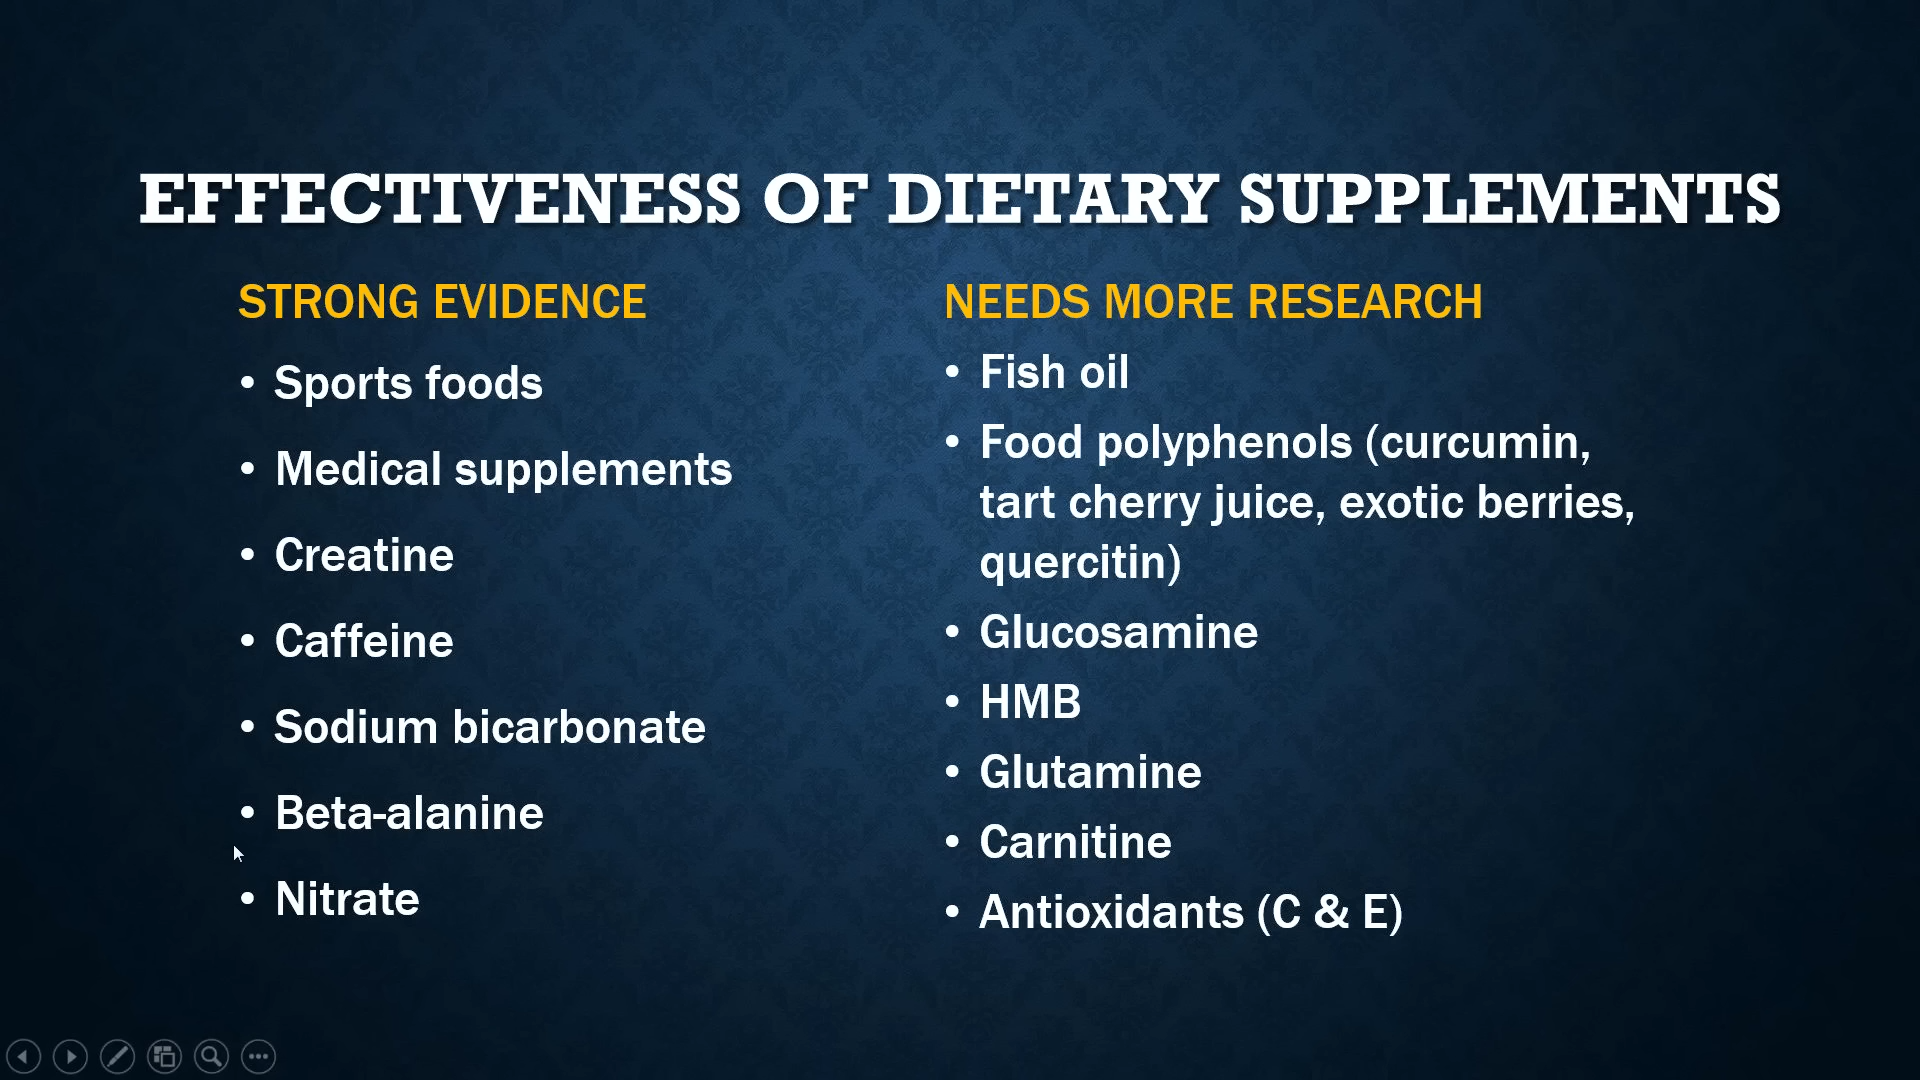 EFFECTIVENESS OF DIETARY SUPPLEMENTS
STRONG EVIDENCE
• Sports foods
• Medical supplements
• Creatine
• Caffeine
• Sodium bicarbonate
• Beta-alanine
• Nitrate
NEEDS MORE RESEARCH
• Fish oil
• Food polyphenols (curcumin,
tart cherry juice, exotic berries,
quercitin)
• Glucosamine
• HMB
• Glutamine
• Carnitine
• Antioxidants (C & E)